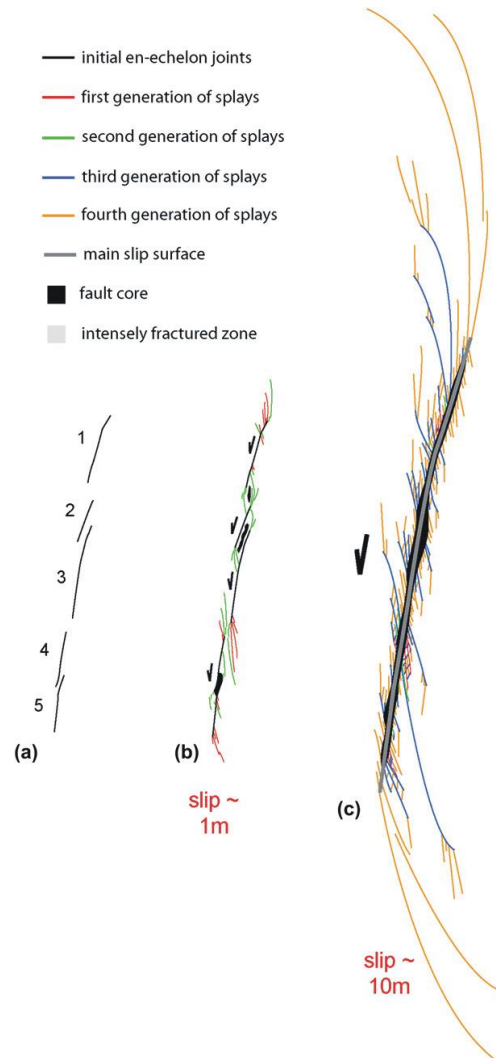 initial en-echelon joints
first generation of splays
second generation of splays
third generation of splays
fourth generation of splays
main slip surface
fault core
intensely fractured zone
1
2
3
4
5
(a)
(b)
slip ~
1m
(c)
slip ~
10m